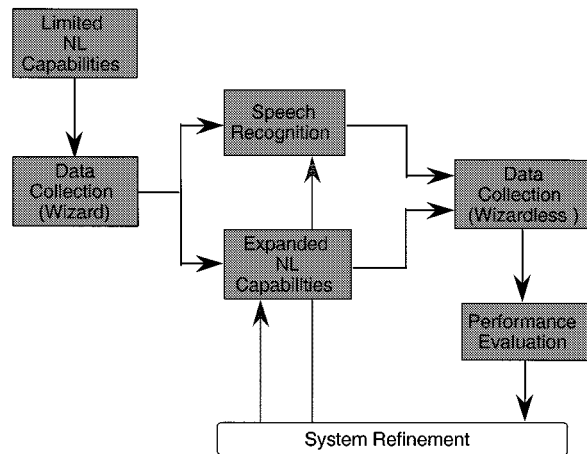 Limited
NL
Capabilities
Speech
Recognition
Data
Collection
(Wizard)
Data
Collection
(Wizardless )
Expanded
NL
Capabilities
Performance
Evaluation
System Refinement